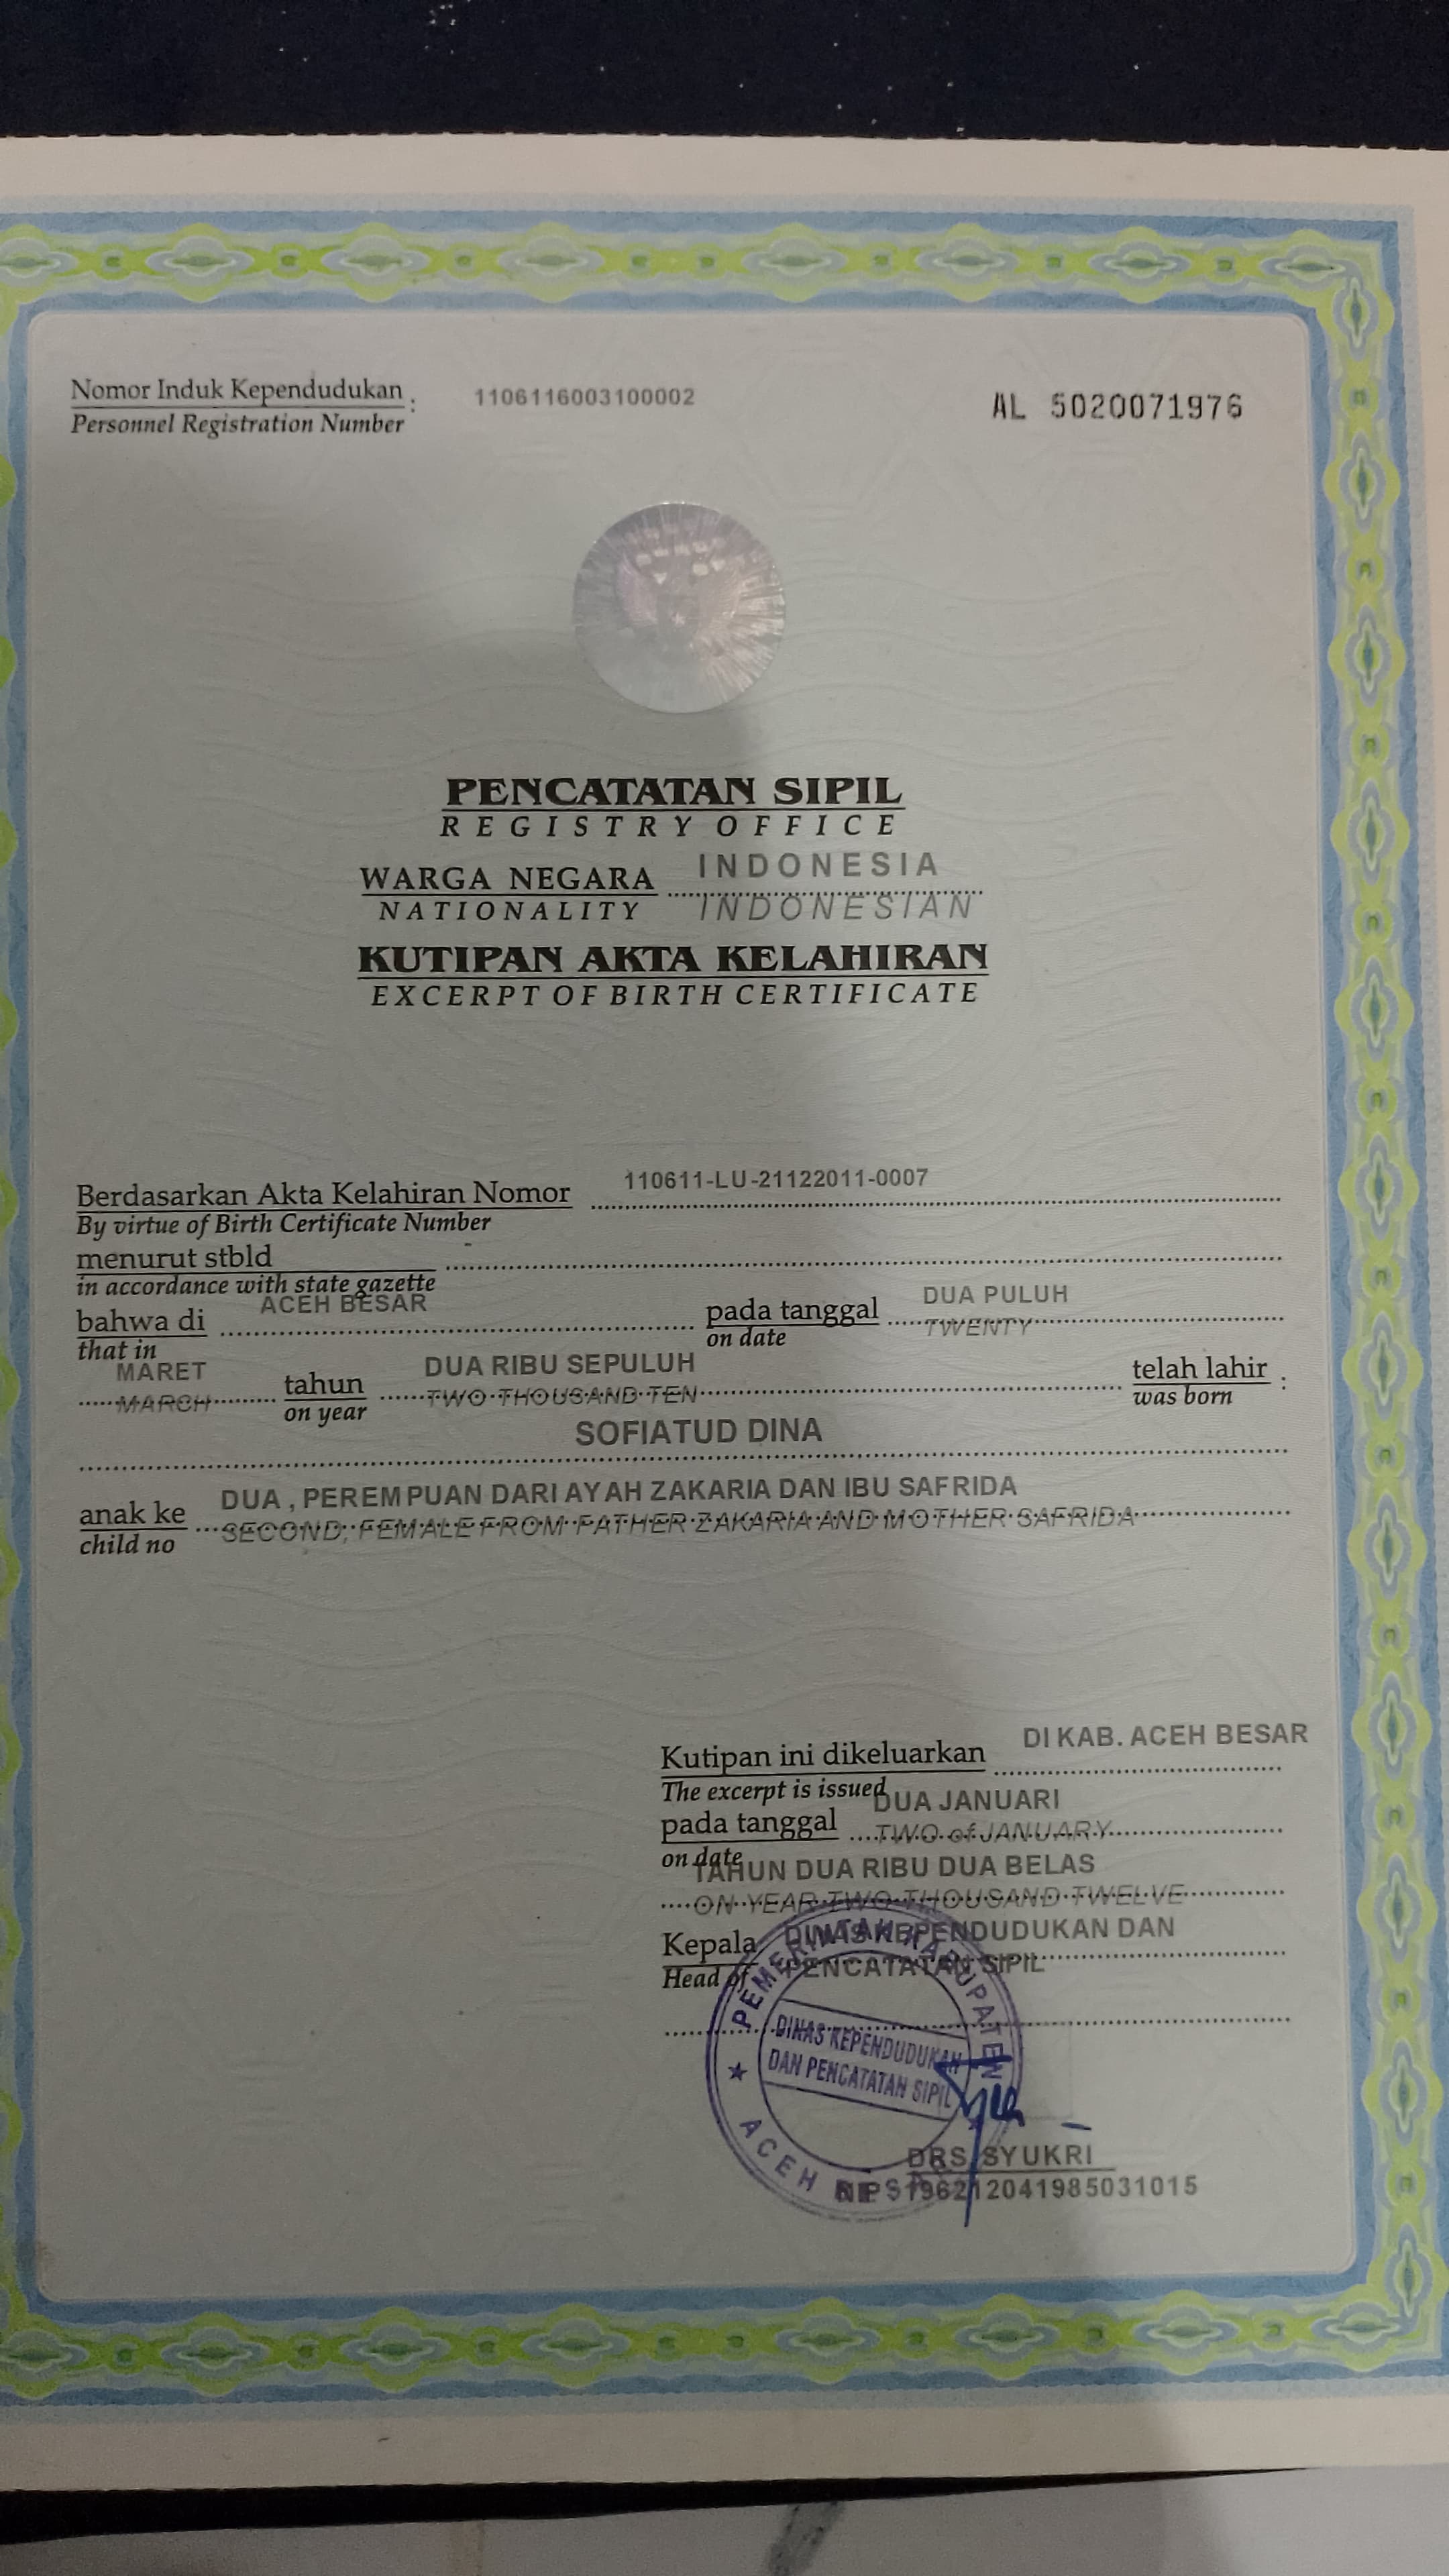 Nomor Induk Kependudukan : 1106116003100002 AL 5020071976
Personnel Registration Number
PENCATATAN SIPIL
REGISTRY OFFICE
WARGA NEGARA INDONESIA
NATIONALITY INDONESIAN
KUTIPAN AKTA KELAHIRAN
EXCERPT OF BIRTH CERTIFICATE
Berdasarkan Akta Kelahiran Nomor 110611-LU-21122011-0007
By virtue of Birth Certificate Number
menurut stbld -
in accordance with state gazette
bahwa di ACEH BESAR pada tanggal DUA PULUH
that in on date TWENTY
MARET tahun DUA RIBU SEPULUH telah lahir :
MARCH on year TWO THOUSAND TEN was born
SOFIATUD DINA
anak ke DUA , PEREMPUAN DARI AYAH ZAKARIA DAN IBU SAFRIDA
child no SECOND, FEMALE FROM FATHER ZAKARIA AND MOTHER SAFRIDA
Kutipan ini dikeluarkan DI KAB. ACEH BESAR
The excerpt is issued
pada tanggal DUA JANUARI
on date TWO of JANUARY
TAHUN DUA RIBU DUA BELAS
ON YEAR TWO THOUSAND TWELVE
Kepala DINAS KEPENDUDUKAN DAN
Head of PENCATATAN SIPIL
PEMERINTAH KABUPATEN
DINAS KEPENDUDUKAN
DAN PENCATATAN SIPIL
ACEH BESAR
DRS SYUKRI
NIP 196212041985031015